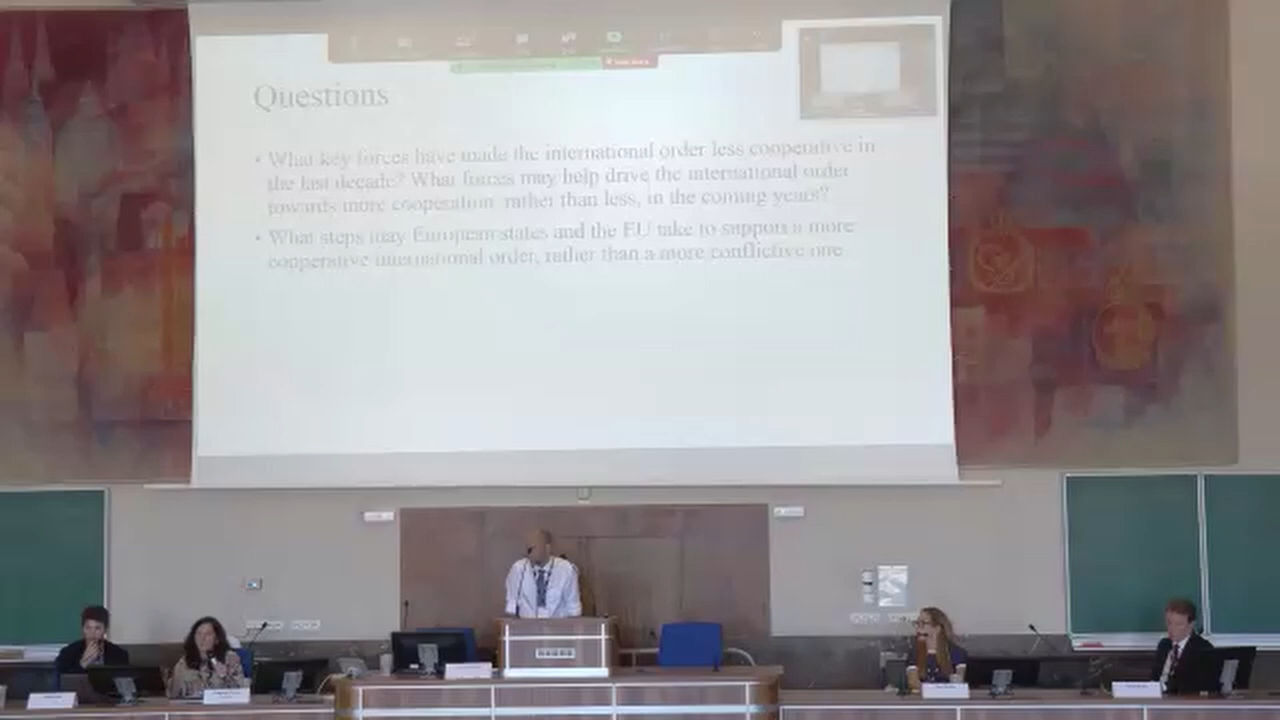 Questions
• What key forces have made the international order less cooperative in
the last decade? What forces may help drive the international order
towards more cooperation, rather than less, in the coming years?
• What steps may European states and the EU take to support a more
cooperative international order, rather than a more conflictive one